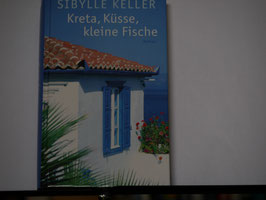 SIBYLLE KELLER
Kreta, Küsse,
kleine Fische